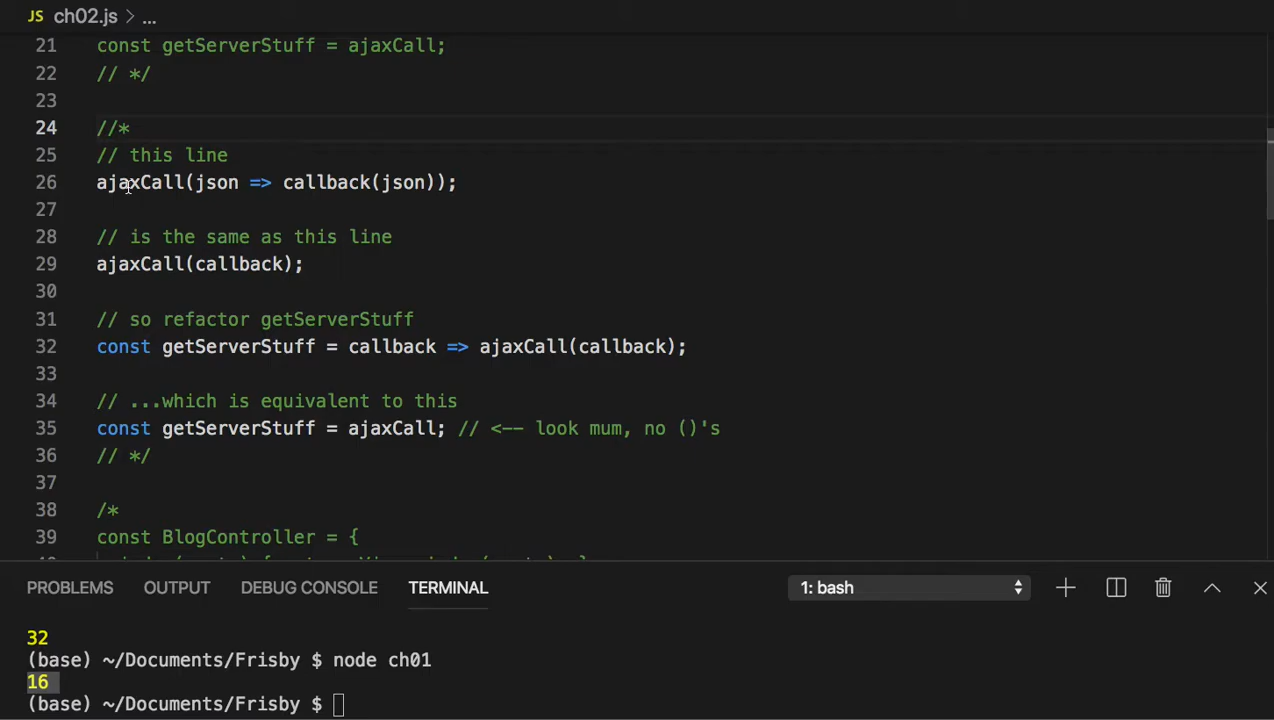 JS ch02.js > ...
21 const getServerStuff = ajaxCall;
22 // */
23
24 //*
25 // this line
26 ajaxCall(json => callback(json));
27
28 // is the same as this line
29 ajaxCall(callback);
30
31 // so refactor getServerStuff
32 const getServerStuff = callback => ajaxCall(callback);
33
34 // ...which is equivalent to this
35 const getServerStuff = ajaxCall; // <-- look mum, no ()'s
36 // */
37
38 /*
39 const BlogController = {
PROBLEMS OUTPUT DEBUG CONSOLE TERMINAL 1: bash
32
(base) ~/Documents/Frisby $ node ch01
16
(base) ~/Documents/Frisby $